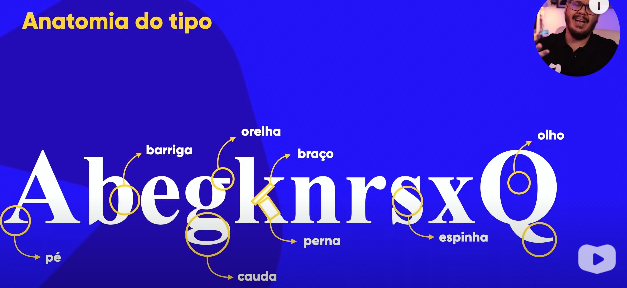 Anatomia do tipo
orelha
olho
barriga
braço
AbegknrsxQ
perna
espinha
pé
cauda